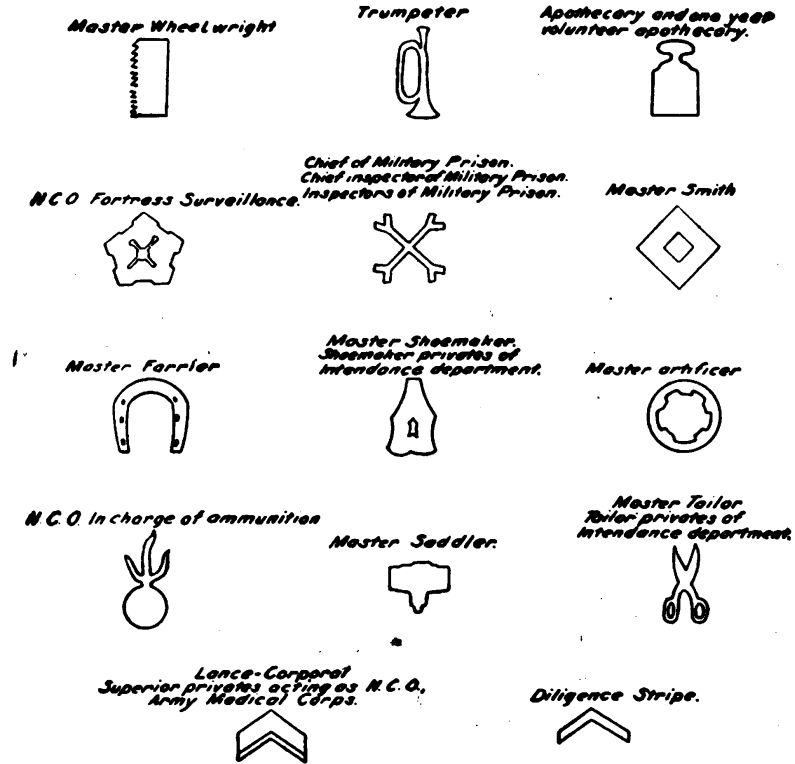 Master Wheelwright
Trumpeter
Apothecary and one year
volunteer apothecary.
N C O Fortress Surveillance.
Chief of Military Prison.
Chief inspector of Military Prison.
Inspectors of Military Prison.
Master Smith
Master Farrier
Master Shoemaker.
Shoemaker privates of
Intendance department.
Master artificer
N.C.O. In charge of ammunition
Master Saddler.
Master Tailor
Tailor privates of
Intendance department.
Lance-Corporal
Superior privates acting as N.C.O.,
Army Medical Corps.
Diligence Stripe.